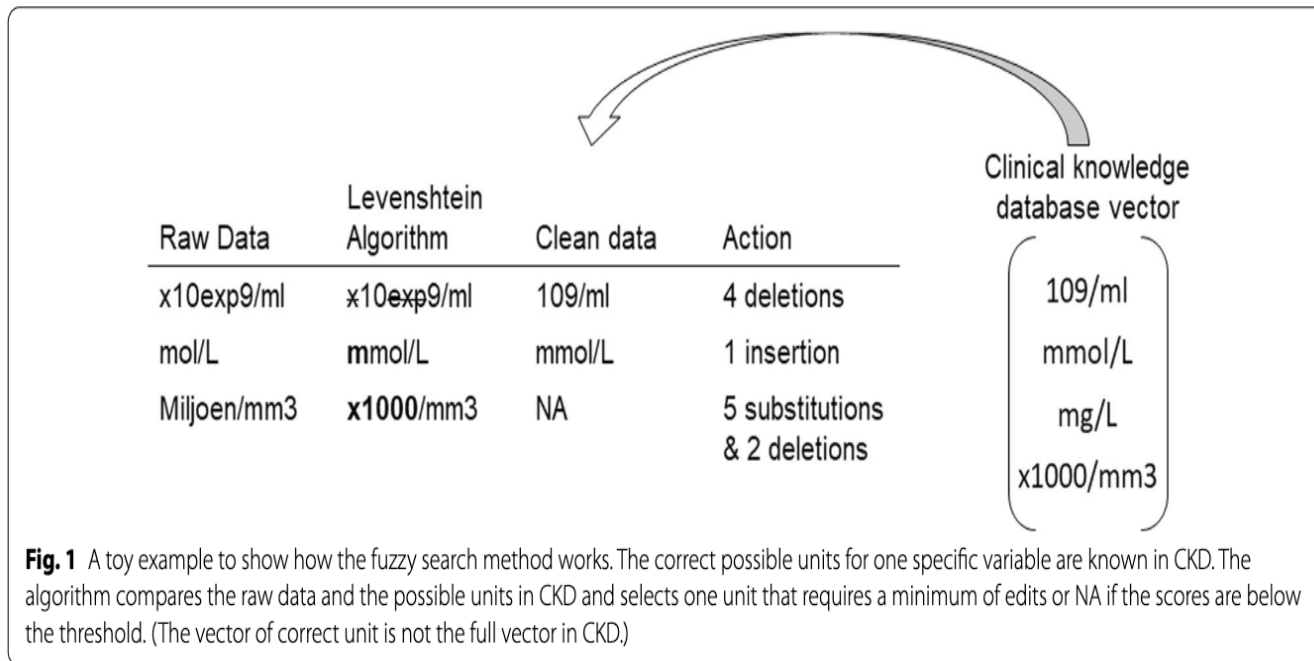 Clinical knowledge
database vector
Levenshtein
Raw Data Algorithm Clean data Action
x10exp9/ml x10exp9/ml 109/ml 4 deletions
mol/L mmol/L mmol/L 1 insertion
Miljoen/mm3 x1000/mm3 NA 5 substitutions
& 2 deletions
109/ml
mmol/L
mg/L
x1000/mm3
Fig. 1 A toy example to show how the fuzzy search method works. The correct possible units for one specific variable are known in CKD. The
algorithm compares the raw data and the possible units in CKD and selects one unit that requires a minimum of edits or NA if the scores are below
the threshold. (The vector of correct unit is not the full vector in CKD.)